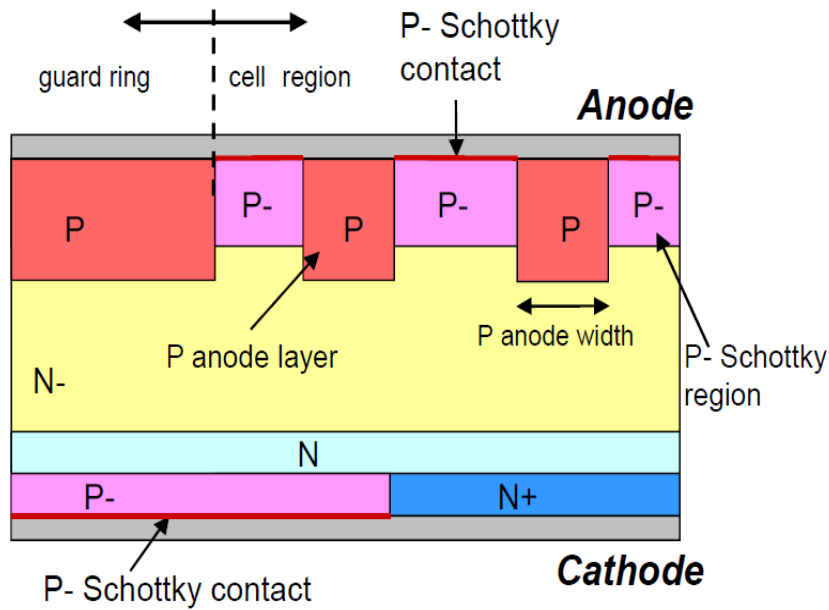 P- Schottky
contact
guard ring
cell region
Anode
P
P-
P
P-
P
P-
P anode layer
P anode width
P- Schottky
region
N-
N
P-
N+
Cathode
P- Schottky contact